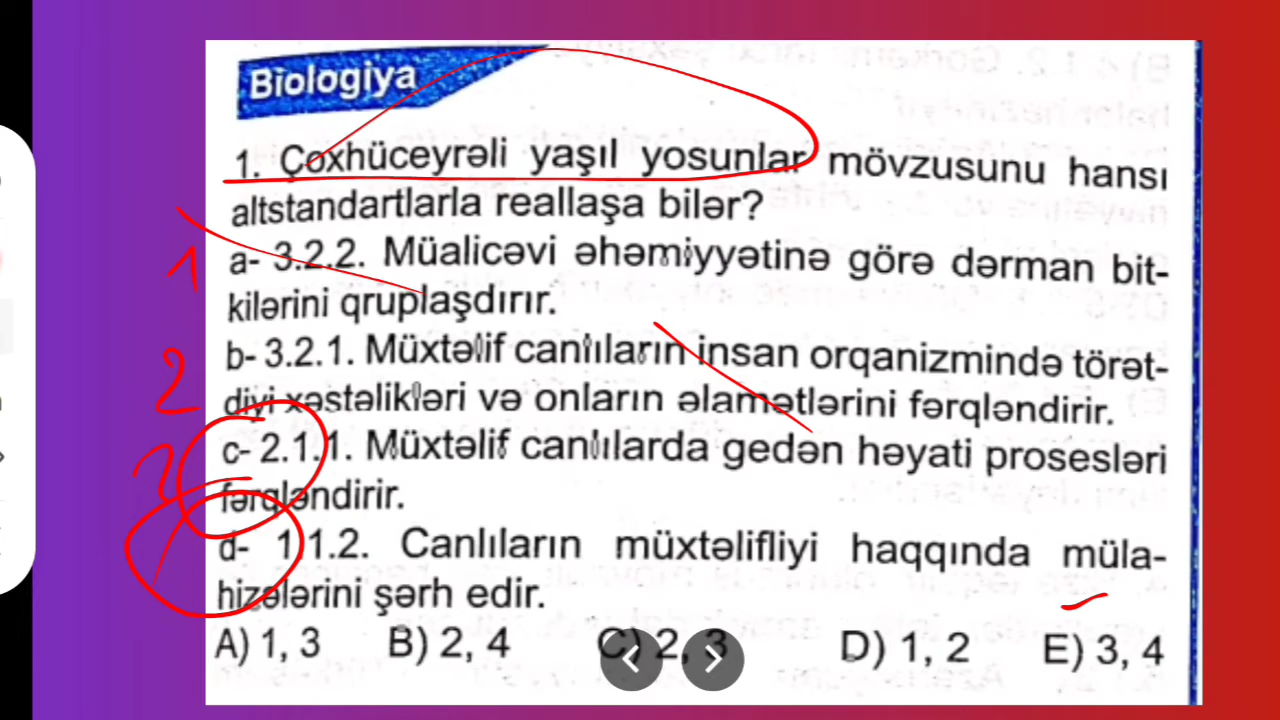 Biologiya
1. Çoxhüceyrəli yaşıl yosunlar mövzusunu hansı
altstandartlarla reallaşa bilər?
1 a- 3.2.2. Müalicəvi əhəmiyyətinə görə dərman bit-
kilərini qruplaşdırır.
2 b- 3.2.1. Müxtəlif canlıların insan orqanizmində törət-
diyi xəstəlikləri və onların əlamətlərini fərqləndirir.
3 c- 2.1.1. Müxtəlif canlılarda gedən həyati prosesləri
fərqləndirir.
d- 1.1.2. Canlıların müxtəlifliyi haqqında müla-
hizələrini şərh edir.
A) 1, 3 B) 2, 4 C) 2, 3 D) 1, 2 E) 3, 4